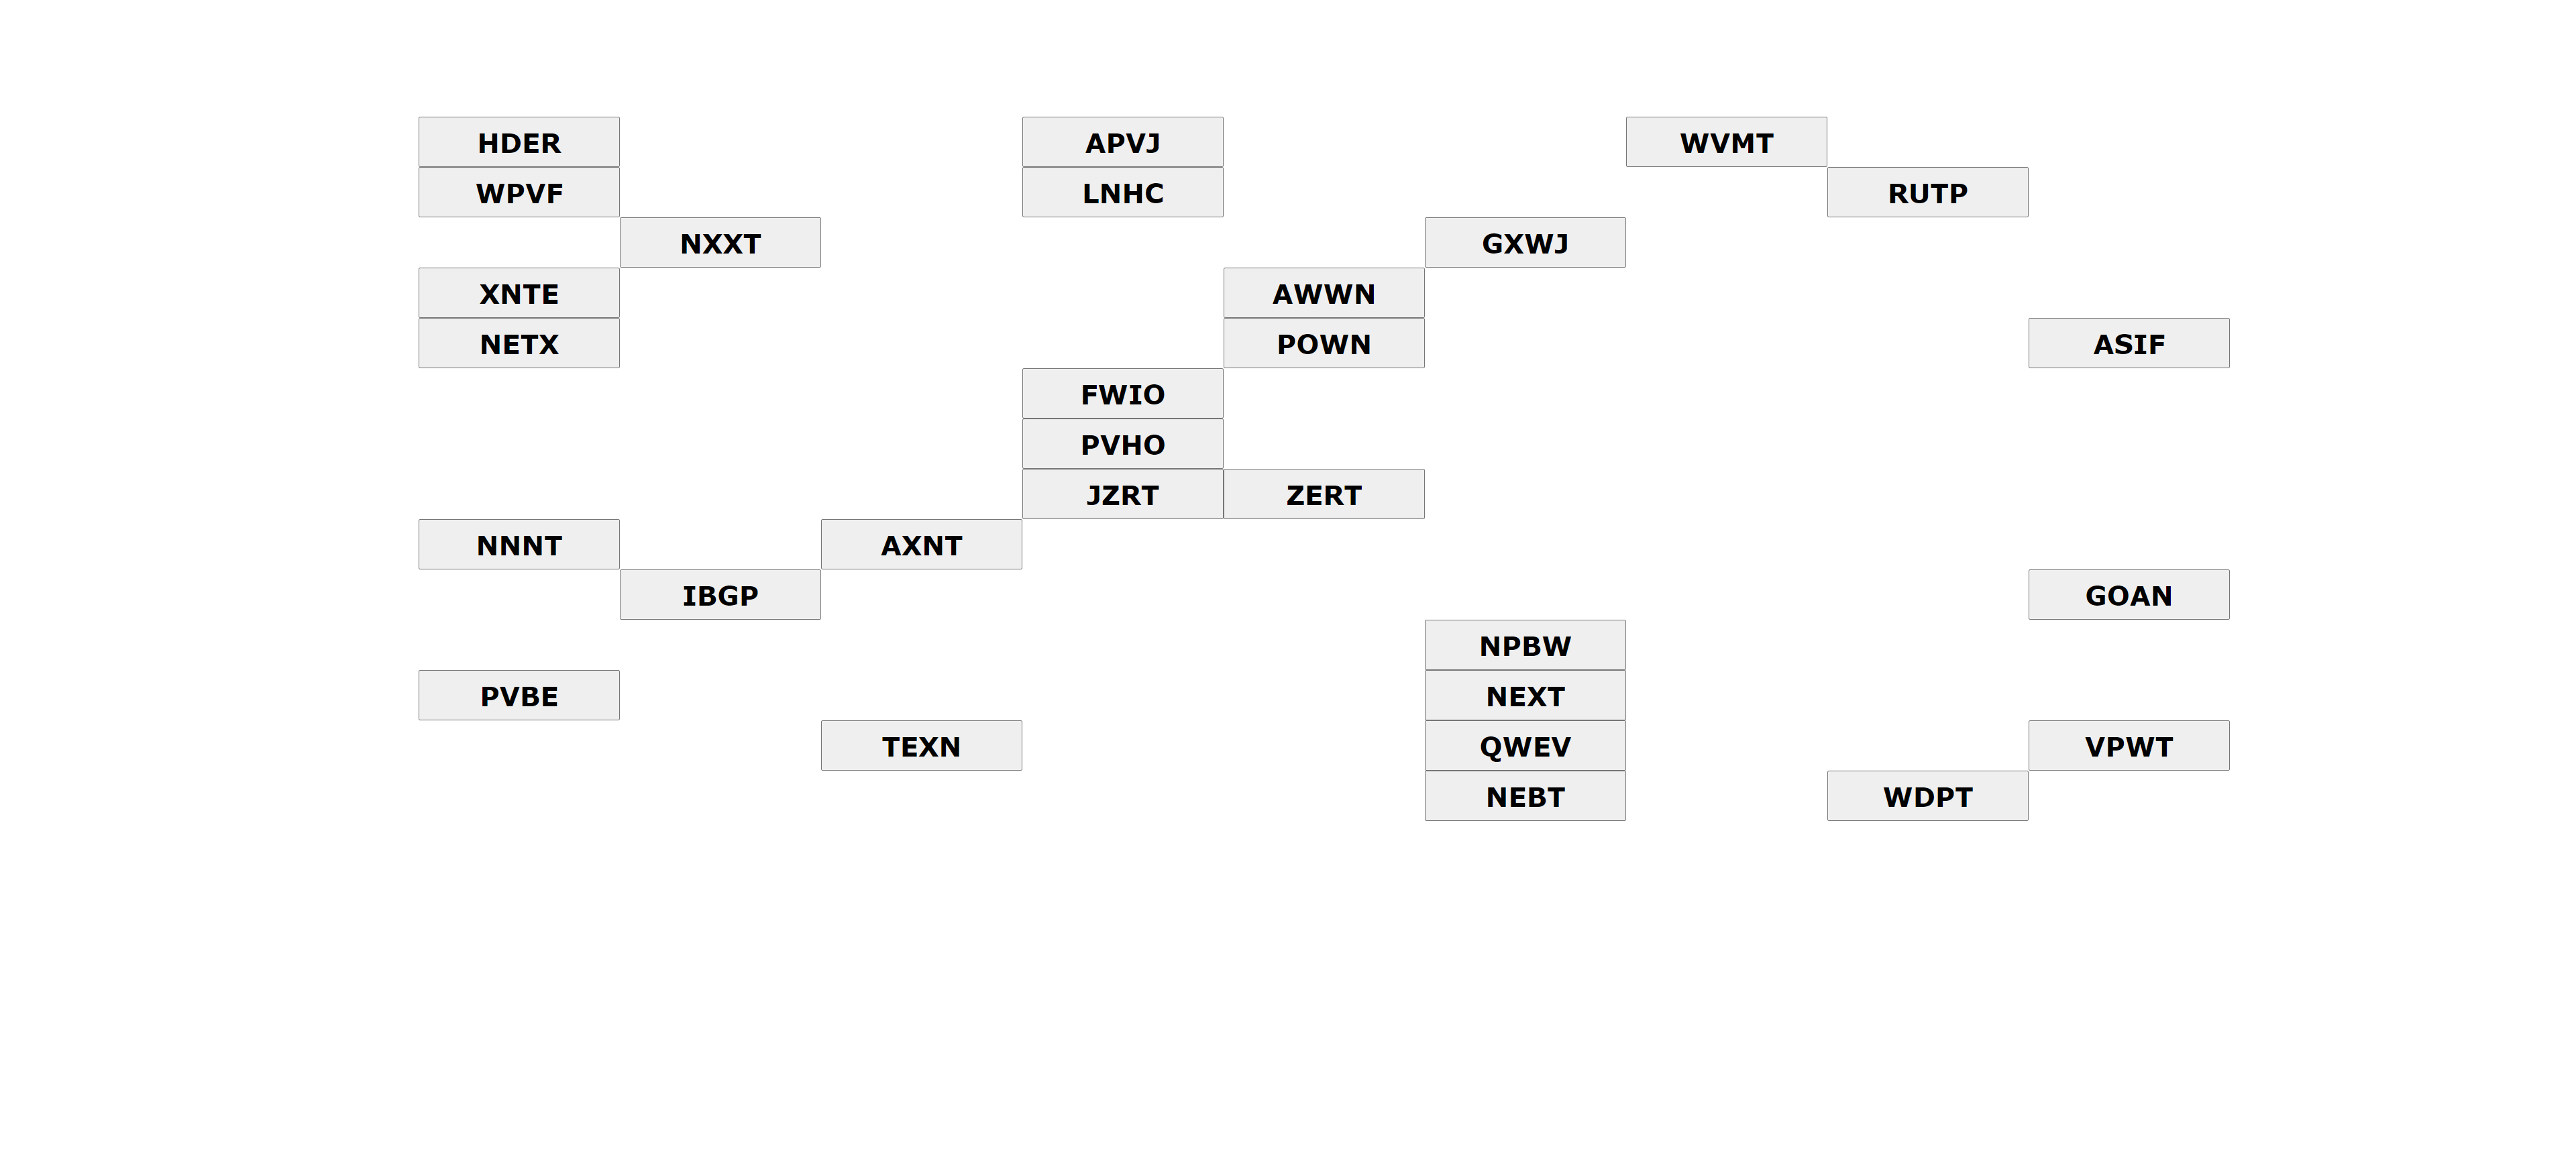 HDER APVJ WVMT
WPVF LNHC RUTP
NXXT GXWJ
XNTE AWWN
NETX POWN ASIF
FWIO
PVHO
JZRT ZERT
NNNT AXNT
IBGP GOAN
NPBW
PVBE NEXT
TEXN QWEV VPWT
NEBT WDPT